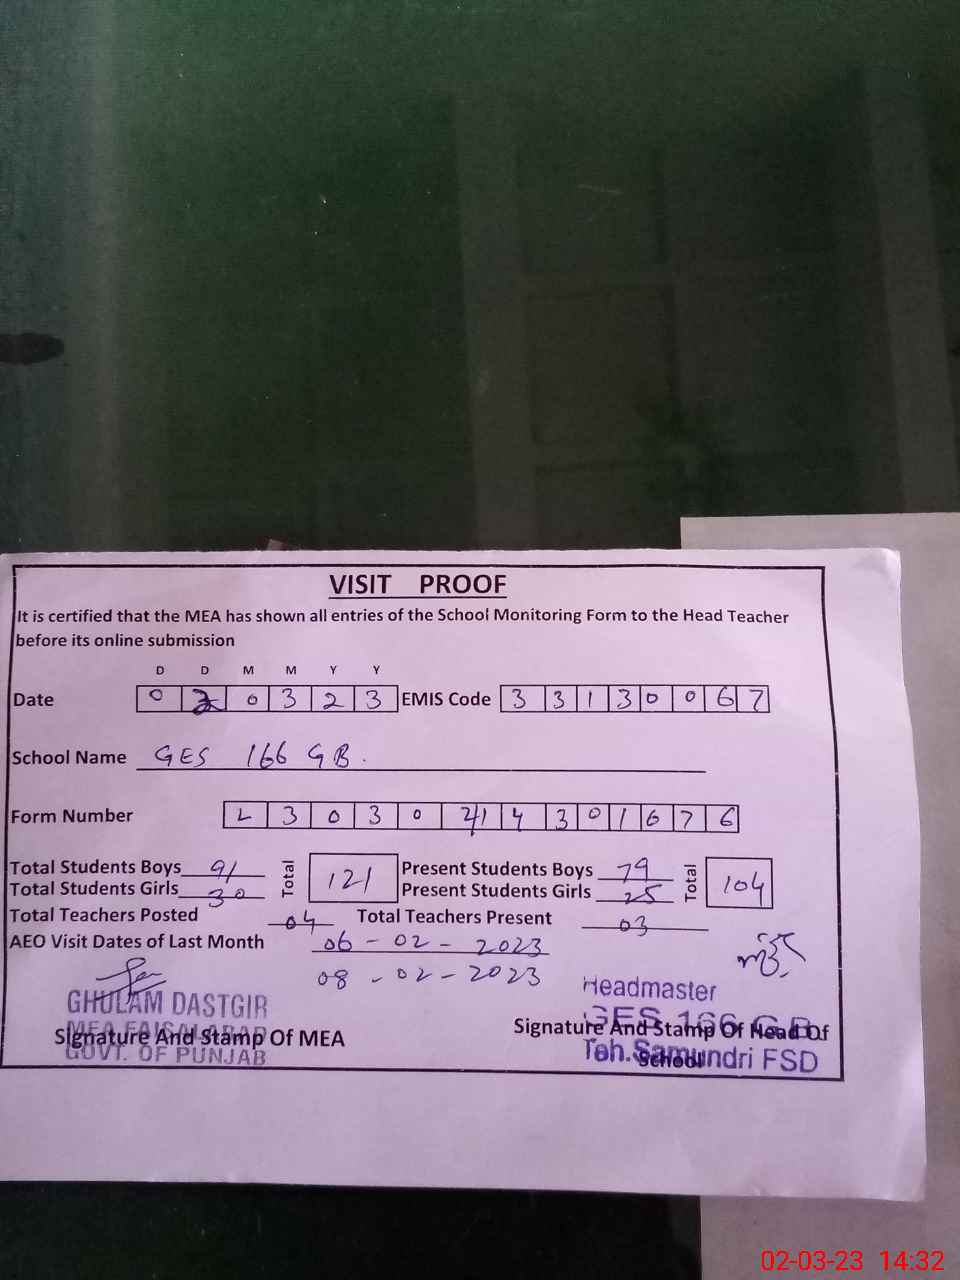 VISIT PROOF
It is certified that the MEA has shown all entries of the School Monitoring Form to the Head Teacher
before its online submission
D D M M Y Y
Date 0 2 0 3 2 3 EMIS Code 3 3 1 3 0 0 6 7
School Name GES 166 GB.
Form Number L 3 0 3 0 2/1 4 3 0 1 6 7 6
Total Students Boys 91 Total 121 Present Students Boys 79 Total 104
Total Students Girls 30 Present Students Girls 25
Total Teachers Posted 04 Total Teachers Present 03
AEO Visit Dates of Last Month 06 - 02 - 2023
08 - 02 - 2023
GHULAM DASTGIR
MEA FAISALABAD
GOVT. OF PUNJAB
Signature And Stamp Of MEA
Headmaster
GES 166 G.B
Teh. Samundri FSD
Signature And Stamp Of Head Of
School
02-03-23 14:32